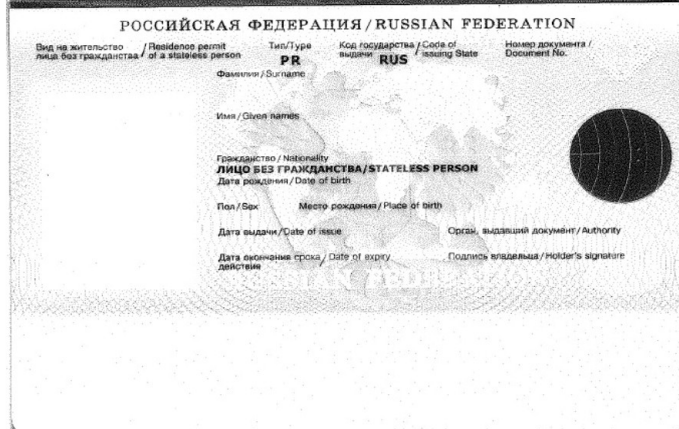 РОССИЙСКАЯ ФЕДЕРАЦИЯ/RUSSIAN FEDERATION
Вид на жительство / Residence permit Тип/Type Код государства / Code of Номер документа /
лица без гражданства / of a stateless person PR выдачи RUS issuing State Document No.
Фамилия/Surname
Имя/Given names
Гражданство/Nationality
ЛИЦО БЕЗ ГРАЖДАНСТВА/STATELESS PERSON
Дата рождения/Date of birth
Пол/Sex Место рождения/Place of birth
Дата выдачи/Date of issue Орган, выдавший документ/Authority
Дата окончания срока / Date of expiry Подпись владельца/Holder's signature
действия
RUSSIAN FEDERATION